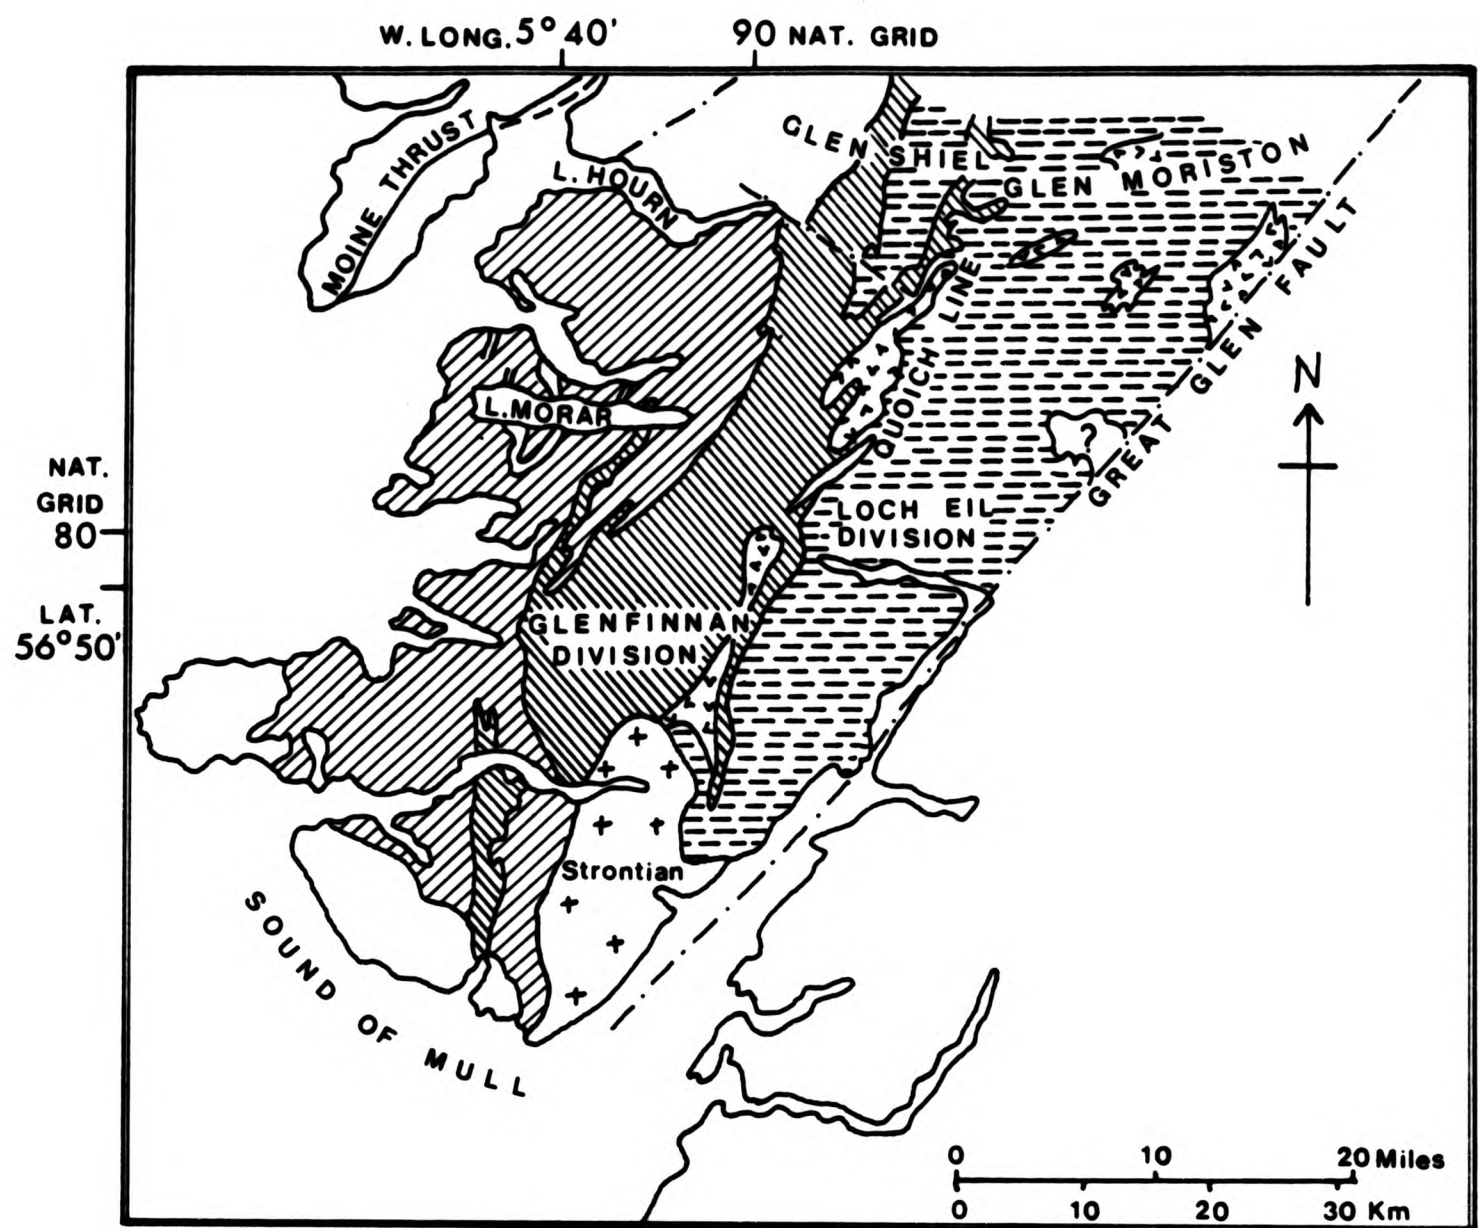 W. LONG. 5° 40'
90 NAT. GRID
MOINE THRUST
L. HOURN
GLEN SHIEL
GLEN MORISTON
QUOICH LINE
GREAT GLEN FAULT
N
L. MORAR
?
NAT.
GRID
80
LAT.
56°50'
LOCH EIL
DIVISION
GLENFINNAN
DIVISION
Strontian
SOUND OF MULL
0 10 20 Miles
0 10 20 30 Km